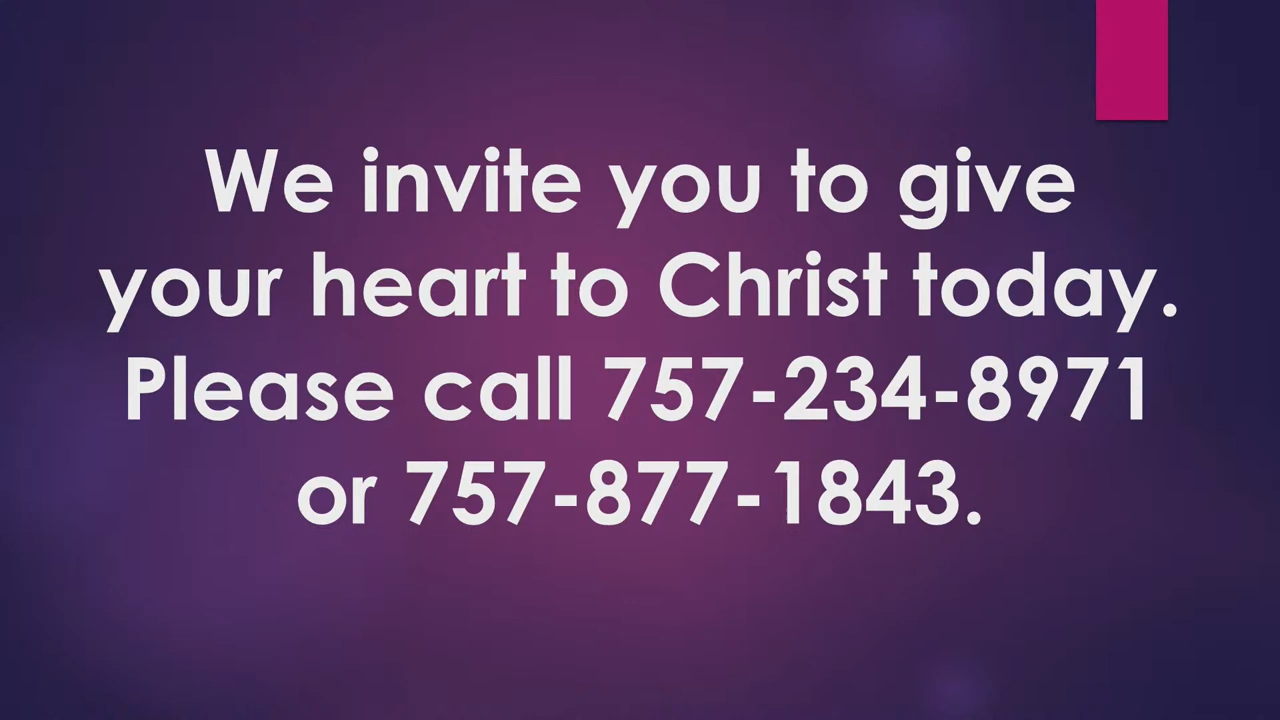 We invite you to give
your heart to Christ today.
Please call 757-234-8971
or 757-877-1843.